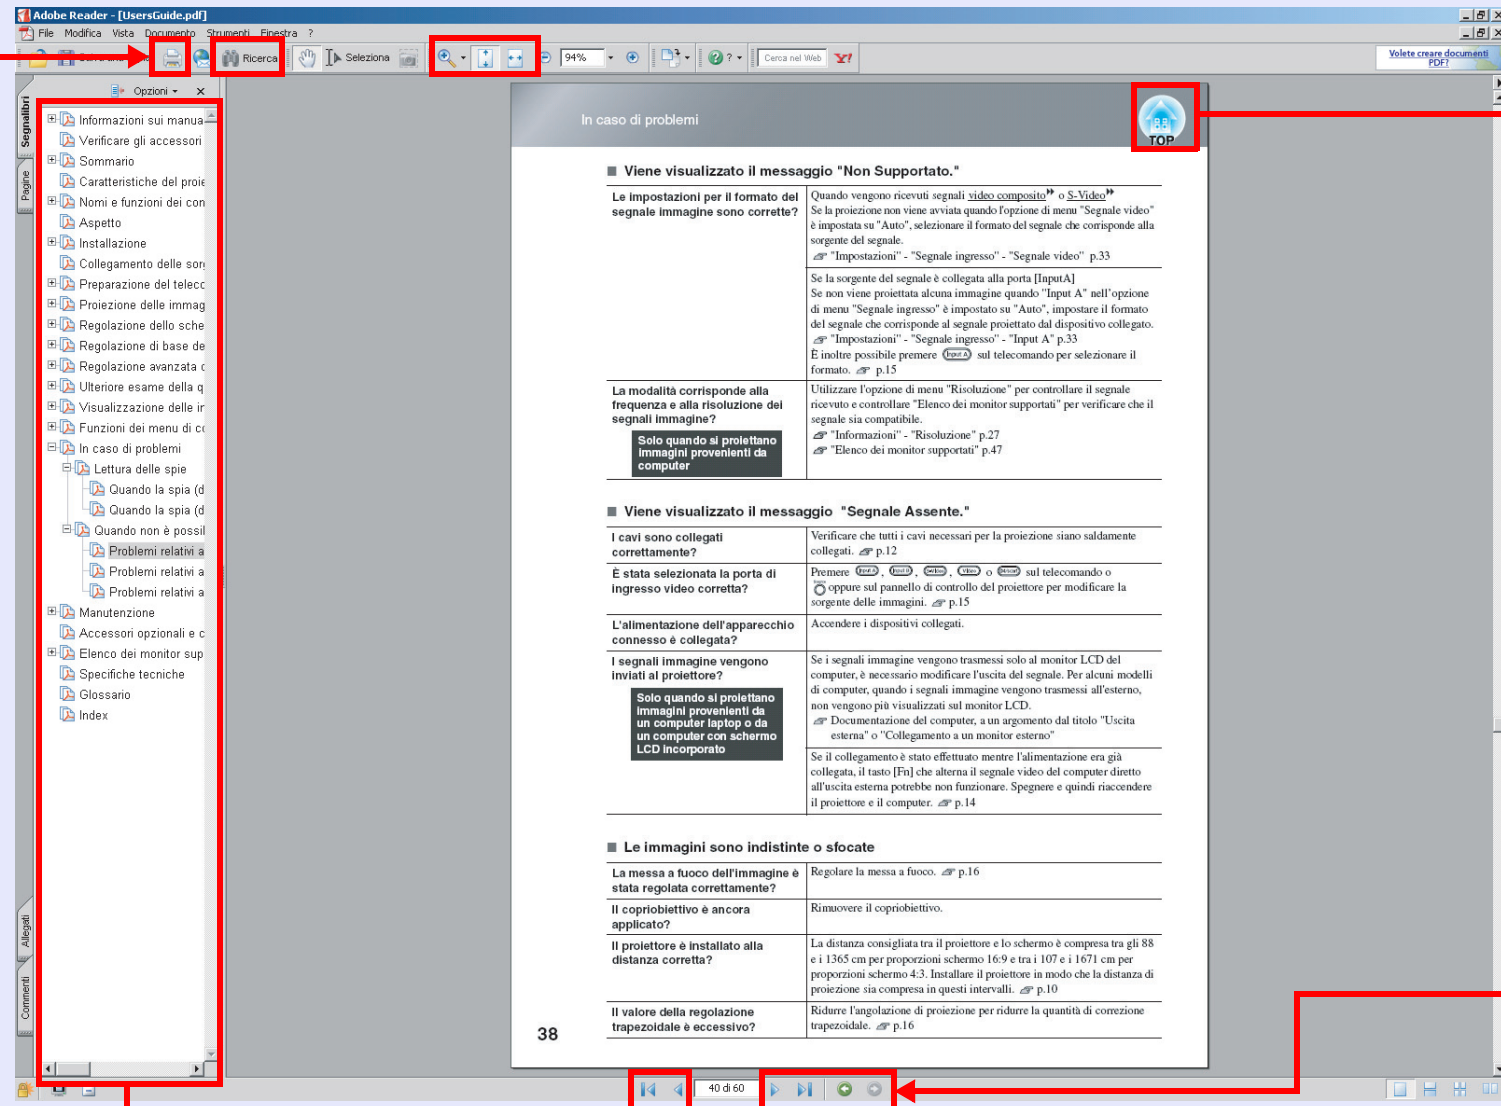 Adobe Reader - [UsersGuide.pdf]
File Modifica Vista Documento Strumenti Finestra ?
Ricerca
Seleziona
94%
?
Cerca nel Web
Y!
Volete creare documenti
PDF?
Opzioni
Segnalibri
Pagine
Allegati
Commenti
Informazioni sui manua
Verificare gli accessori
Sommario
Caratteristiche del proie
Nomi e funzioni dei con
Aspetto
Installazione
Collegamento delle sorg
Preparazione del teleco
Proiezione delle immag
Regolazione dello sche
Regolazione di base de
Regolazione avanzata d
Ulteriore esame della q
Visualizzazione delle ir
Funzioni dei menu di co
In caso di problemi
Lettura delle spie
Quando la spia (d
Quando la spia (d
Quando non è possil
Problemi relativi a
Problemi relativi a
Problemi relativi a
Manutenzione
Accessori opzionali e c
Elenco dei monitor sup
Specifiche tecniche
Glossario
Index
In caso di problemi
TOP
■ Viene visualizzato il messaggio "Non Supportato."
Le impostazioni per il formato del
segnale immagine sono corrette?
Quando vengono ricevuti segnali video composito o S-Video
Se la proiezione non viene avviata quando l'opzione di menu "Segnale video"
è impostata su "Auto", selezionare il formato del segnale che corrisponde alla
sorgente del segnale.
"Impostazioni" - "Segnale ingresso" - "Segnale video" p.33
Se la sorgente del segnale è collegata alla porta [InputA]
Se non viene proiettata alcuna immagine quando "Input A" nell'opzione
di menu "Segnale ingresso" è impostato su "Auto", impostare il formato
del segnale che corrisponde al segnale proiettato dal dispositivo collegato.
"Impostazioni" - "Segnale ingresso" - "Input A" p.33
È inoltre possibile premere Input A sul telecomando per selezionare il
formato. p.15
La modalità corrisponde alla
frequenza e alla risoluzione dei
segnali immagine?
Solo quando si proiettano
immagini provenienti da
computer
Utilizzare l'opzione di menu "Risoluzione" per controllare il segnale
ricevuto e controllare "Elenco dei monitor supportati" per verificare che il
segnale sia compatibile.
"Informazioni" - "Risoluzione" p.27
"Elenco dei monitor supportati" p.47
■ Viene visualizzato il messaggio "Segnale Assente."
I cavi sono collegati
correttamente?
Verificare che tutti i cavi necessari per la proiezione siano saldamente
collegati. p.12
È stata selezionata la porta di
ingresso video corretta?
Premere Input A, Input B, S-Video, Video o sul telecomando o
oppure sul pannello di controllo del proiettore per modificare la
sorgente delle immagini. p.15
L'alimentazione dell'apparecchio
connesso è collegata?
Accendere i dispositivi collegati.
I segnali immagine vengono
inviati al proiettore?
Solo quando si proiettano
immagini provenienti da
un computer laptop o da
un computer con schermo
LCD incorporato
Se i segnali immagine vengono trasmessi solo al monitor LCD del
computer, è necessario modificare l'uscita del segnale. Per alcuni modelli
di computer, quando i segnali immagine vengono trasmessi all'esterno,
non vengono più visualizzati sul monitor LCD.
Documentazione del computer, a un argomento dal titolo "Uscita
esterna" o "Collegamento a un monitor esterno"
Se il collegamento è stato effettuato mentre l'alimentazione era già
collegata, il tasto [Fn] che alterna il segnale video del computer diretto
all'uscita esterna potrebbe non funzionare. Spegnere e quindi riaccendere
il proiettore e il computer. p.14
■ Le immagini sono indistinte o sfocate
La messa a fuoco dell'immagine è
stata regolata correttamente?
Regolare la messa a fuoco. p.16
Il copriobiettivo è ancora
applicato?
Rimuovere il copriobiettivo.
Il proiettore è installato alla
distanza corretta?
La distanza consigliata tra il proiettore e lo schermo è compresa tra gli 88
e i 1365 cm per proporzioni schermo 16:9 e tra i 107 e i 1671 cm per
proporzioni schermo 4:3. Installare il proiettore in modo che la distanza di
proiezione sia compresa in questi intervalli. p.10
Il valore della regolazione
trapezoidale è eccessivo?
Ridurre l'angolazione di proiezione per ridurre la quantità di correzione
trapezoidale. p.16
38
40 di 60